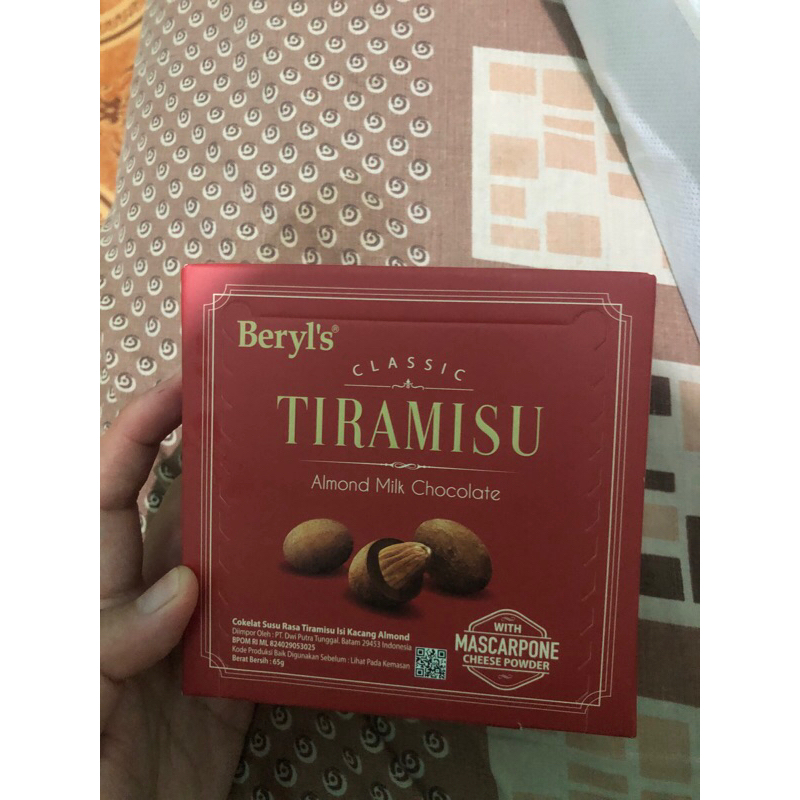 Beryl's®
CLASSIC
TIRAMISU
Almond Milk Chocolate
Cokelat Susu Rasa Tiramisu Isi Kacang Almond
Diimpor Oleh : PT. Dwi Putra Tunggal. Batam 29453 Indonesia
BPOM RI ML 824029053025
Kode Produksi Baik Digunakan Sebelum : Lihat Pada Kemasan
Berat Bersih : 65g
WITH
MASCARPONE
CHEESE POWDER